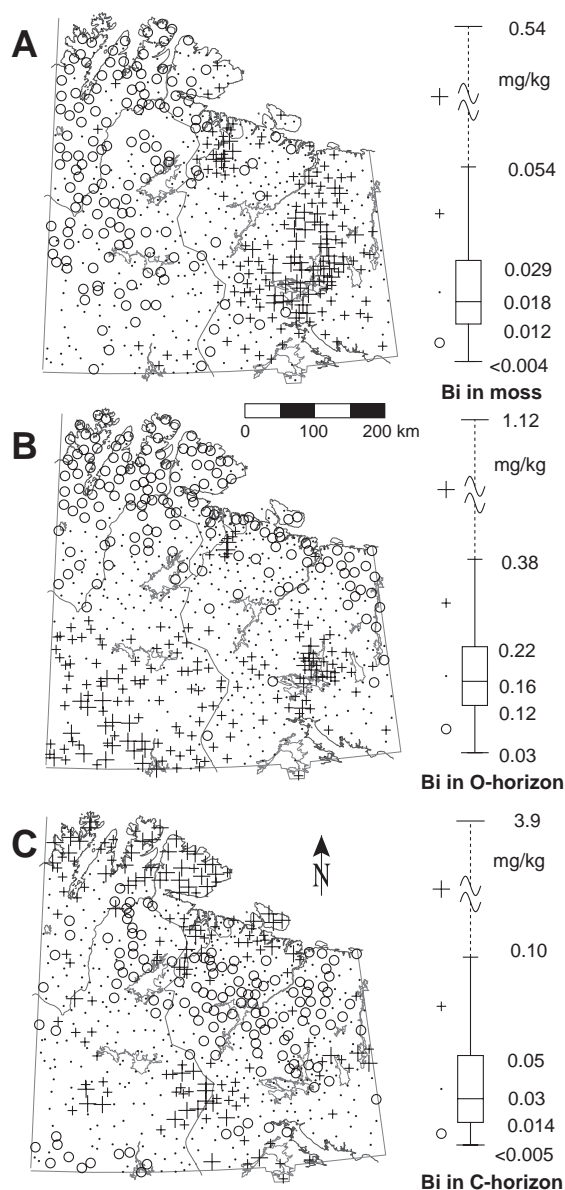 A
0.54
mg/kg
0.054
0.029
0.018
0.012
<0.004
Bi in moss
0 100 200 km
B
1.12
mg/kg
0.38
0.22
0.16
0.12
0.03
Bi in O-horizon
C
N
3.9
mg/kg
0.10
0.05
0.03
0.014
<0.005
Bi in C-horizon